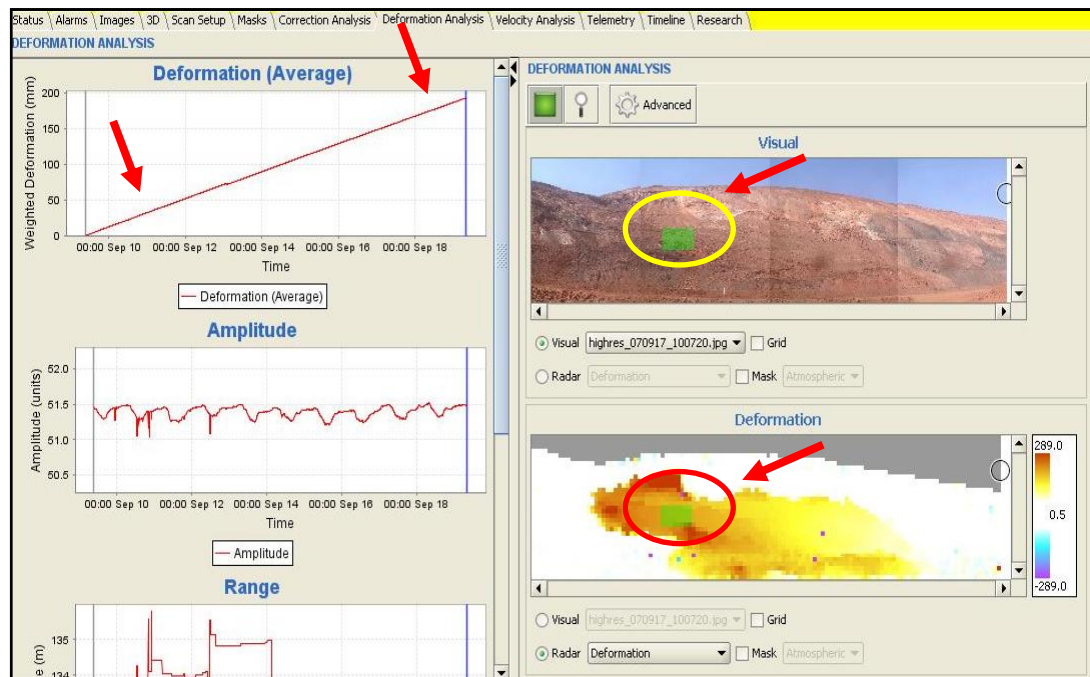 Status Alarms Images 3D Scan Setup Masks Correction Analysis Deformation Analysis Velocity Analysis Telemetry Timeline Research
DEFORMATION ANALYSIS
Deformation (Average)
Weighted Deformation (mm)
200
150
100
50
0
00:00 Sep 10 00:00 Sep 12 00:00 Sep 14 00:00 Sep 16 00:00 Sep 18
Time
Deformation (Average)
Amplitude
Amplitude (units)
52.0
51.5
51.0
50.5
00:00 Sep 10 00:00 Sep 12 00:00 Sep 14 00:00 Sep 16 00:00 Sep 18
Time
Amplitude
Range
e (m)
135
134
DEFORMATION ANALYSIS
Advanced
Visual
Visual highres_070917_100720.jpg Grid
Radar Deformation Mask Atmospheric
Deformation
289.0
0.5
-289.0
Visual highres_070917_100720.jpg Grid
Radar Deformation Mask Atmospheric